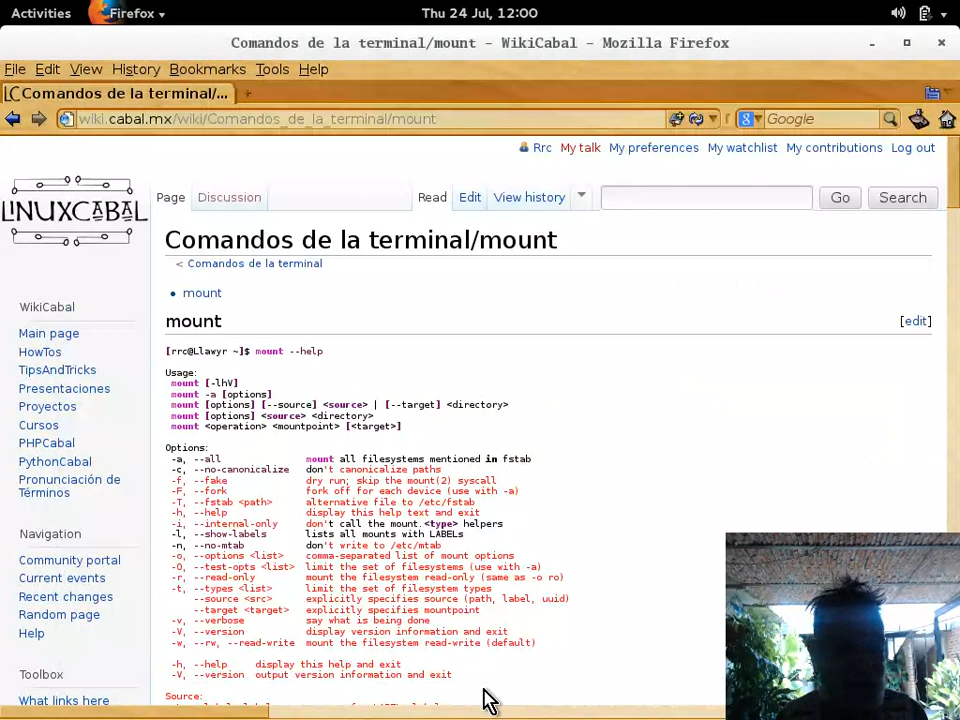 Activities Firefox Thu 24 Jul, 12:00
Comandos de la terminal/mount - WikiCabal - Mozilla Firefox
File Edit View History Bookmarks Tools Help
Comandos de la terminal/...
wiki.cabal.mx/wiki/Comandos_de_la_terminal/mount Google
Rrc My talk My preferences My watchlist My contributions Log out
LINUXCABAL
Page Discussion Read Edit View history Go Search
Comandos de la terminal/mount
< Comandos de la terminal
• mount
mount [edit]
[rrc@Llawyr ~]$ mount --help
Usage:
mount [-lhV]
mount -a [options]
mount [options] [--source] <source> | [--target] <directory>
mount [options] <source> <directory>
mount <operation> <mountpoint> [<target>]
Options:
-a, --all mount all filesystems mentioned in fstab
-c, --no-canonicalize don't canonicalize paths
-f, --fake dry run; skip the mount(2) syscall
-F, --fork fork off for each device (use with -a)
-T, --fstab <path> alternative file to /etc/fstab
-h, --help display this help text and exit
-i, --internal-only don't call the mount.<type> helpers
-l, --show-labels lists all mounts with LABELs
-n, --no-mtab don't write to /etc/mtab
-o, --options <list> comma-separated list of mount options
-O, --test-opts <list> limit the set of filesystems (use with -a)
-r, --read-only mount the filesystem read-only (same as -o ro)
-t, --types <list> limit the set of filesystem types
--source <src> explicitly specifies source (path, label, uuid)
--target <target> explicitly specifies mountpoint
-v, --verbose say what is being done
-V, --version display version information and exit
-w, --rw, --read-write mount the filesystem read-write (default)
-h, --help display this help and exit
-V, --version output version information and exit
Source:
WikiCabal
Main page
HowTos
TipsAndTricks
Presentaciones
Proyectos
Cursos
PHPCabal
PythonCabal
Pronunciación de
Términos
Navigation
Community portal
Current events
Recent changes
Random page
Help
Toolbox
What links here